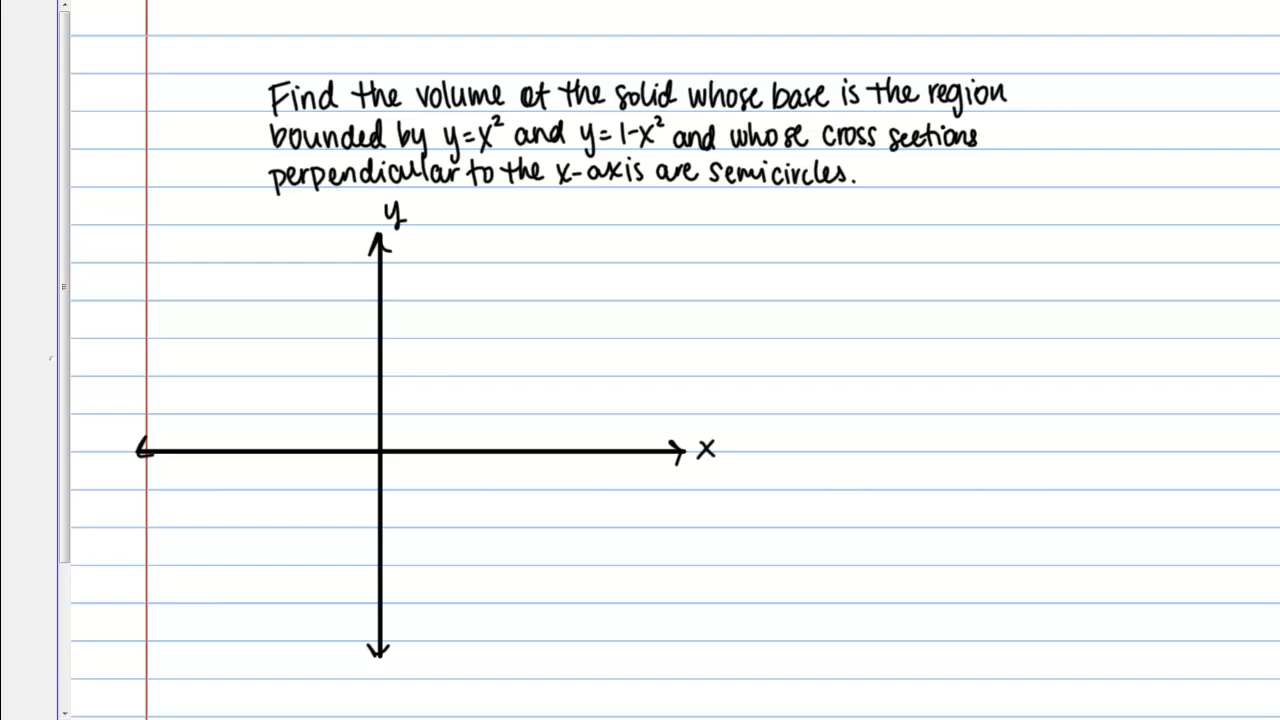 Find the volume of the solid whose base is the region
bounded by y=x² and y=1-x² and whose cross sections
perpendicular to the x-axis are semicircles.
y
x